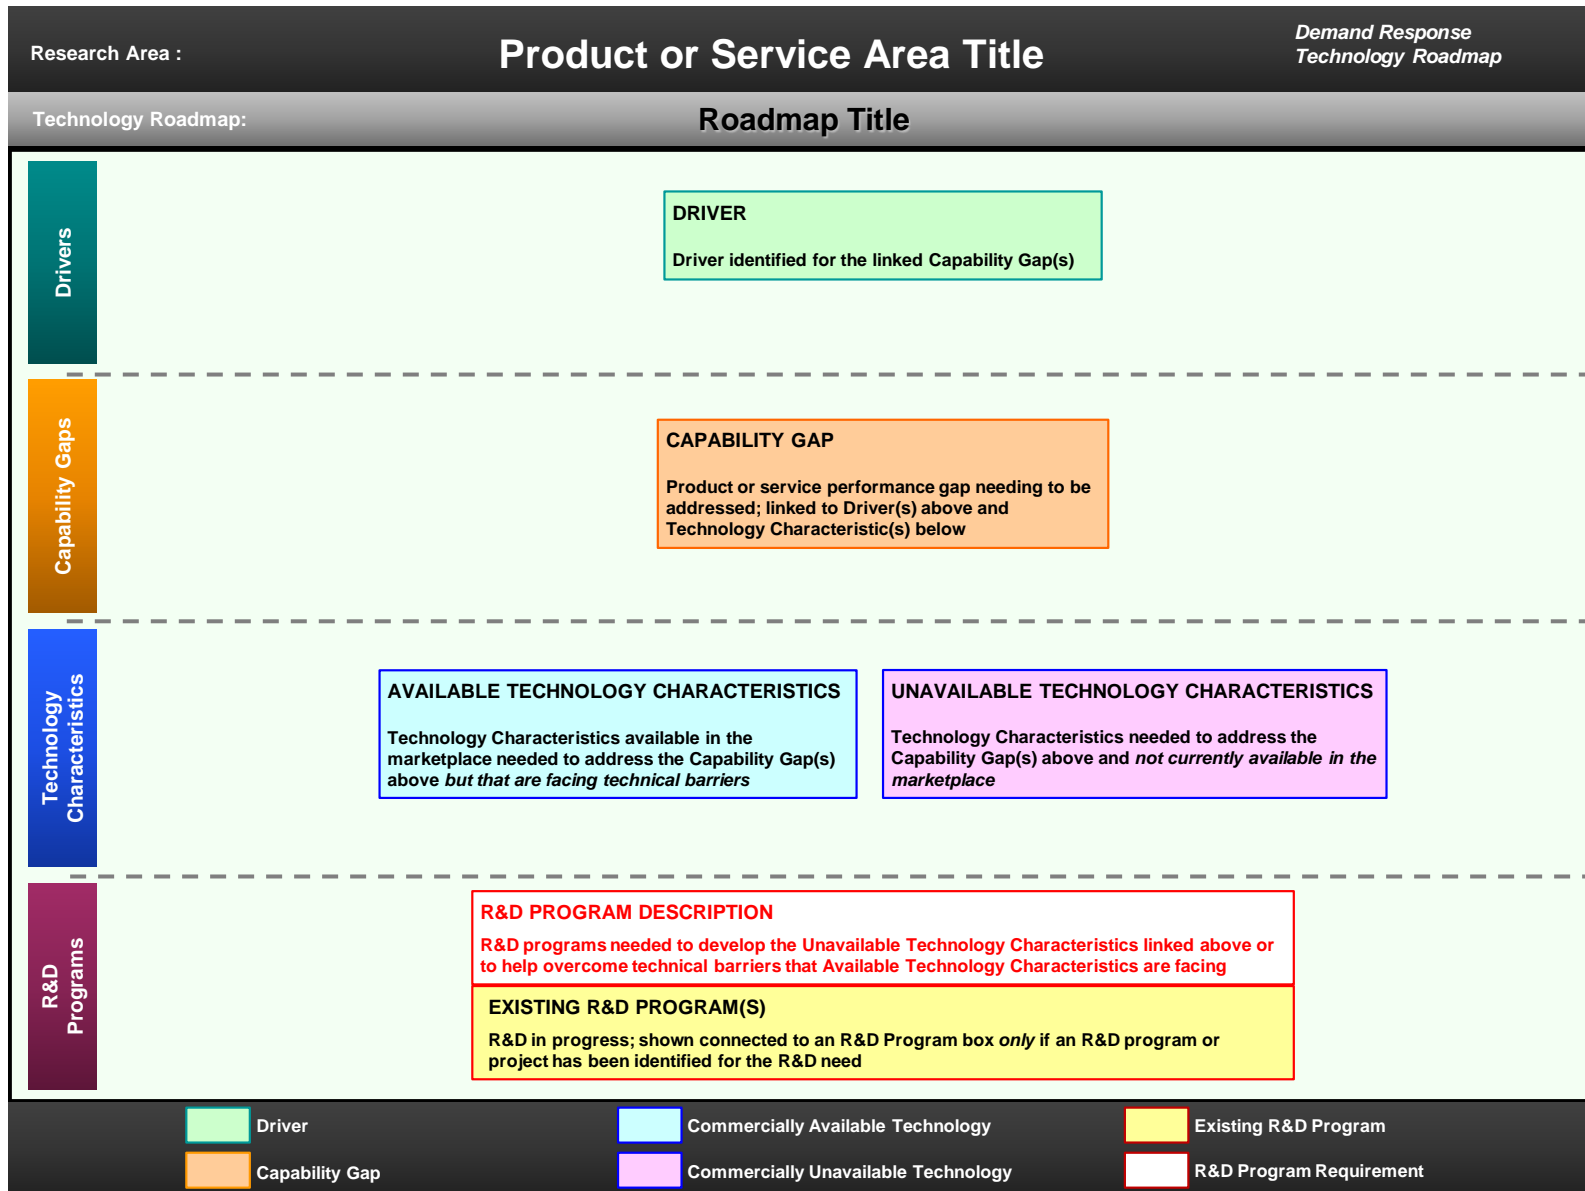 Research Area :
Product or Service Area Title
Demand Response
Technology Roadmap
Technology Roadmap:
Roadmap Title
Drivers
DRIVER
Driver identified for the linked Capability Gap(s)
Capability Gaps
CAPABILITY GAP
Product or service performance gap needing to be
addressed; linked to Driver(s) above and
Technology Characteristic(s) below
Technology
Characteristics
AVAILABLE TECHNOLOGY CHARACTERISTICS
Technology Characteristics available in the
marketplace needed to address the Capability Gap(s)
above but that are facing technical barriers
UNAVAILABLE TECHNOLOGY CHARACTERISTICS
Technology Characteristics needed to address the
Capability Gap(s) above and not currently available in the
marketplace
R&D
Programs
R&D PROGRAM DESCRIPTION
R&D programs needed to develop the Unavailable Technology Characteristics linked above or
to help overcome technical barriers that Available Technology Characteristics are facing
EXISTING R&D PROGRAM(S)
R&D in progress; shown connected to an R&D Program box only if an R&D program or
project has been identified for the R&D need
Driver
Commercially Available Technology
Existing R&D Program
Capability Gap
Commercially Unavailable Technology
R&D Program Requirement